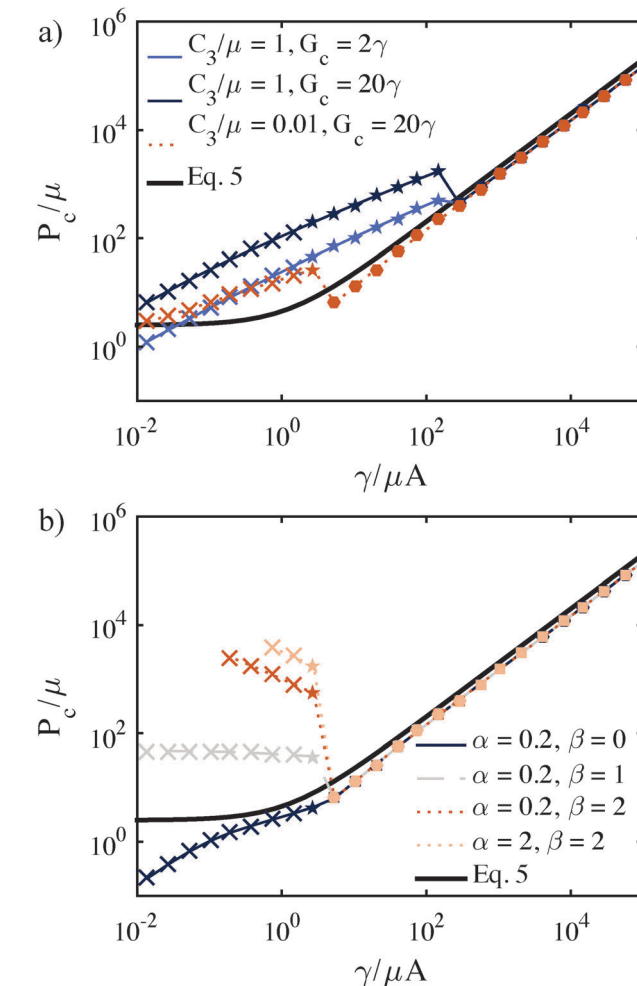 a)
10^6
10^4
10^2
10^0
P_c/μ
C_3/μ = 1, G_c = 2γ
C_3/μ = 1, G_c = 20γ
C_3/μ = 0.01, G_c = 20γ
Eq. 5
10^-2 10^0 10^2 10^4
γ/μA
b)
10^6
10^4
10^2
10^0
P_c/μ
α = 0.2, β = 0
α = 0.2, β = 1
α = 0.2, β = 2
α = 2, β = 2
Eq. 5
10^-2 10^0 10^2 10^4
γ/μA